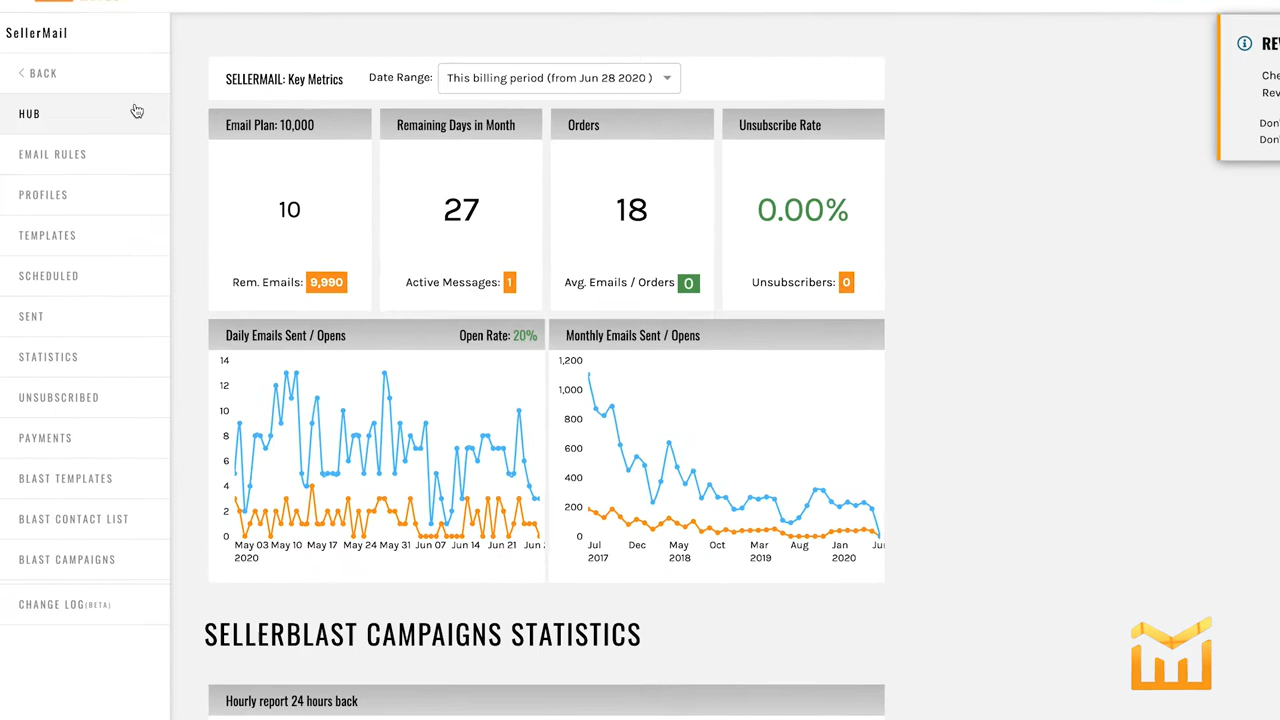 SellerMail
BACK
HUB
EMAIL RULES
PROFILES
TEMPLATES
SCHEDULED
SENT
STATISTICS
UNSUBSCRIBED
PAYMENTS
BLAST TEMPLATES
BLAST CONTACT LIST
BLAST CAMPAIGNS
CHANGE LOG(BETA)
SELLERMAIL: Key Metrics Date Range: This billing period (from Jun 28 2020 )
Email Plan: 10,000
10
Rem. Emails: 9,990
Remaining Days in Month
27
Active Messages: 1
Orders
18
Avg. Emails / Orders 0
Unsubscribe Rate
0.00%
Unsubscribers: 0
Daily Emails Sent / Opens Open Rate: 20%
14
12
10
8
6
4
2
0
May 03 May 10 May 17 May 24 May 31 Jun 07 Jun 14 Jun 21 Jun
2020
Monthly Emails Sent / Opens
1,200
1,000
800
600
400
200
0
Jul Dec May Oct Mar Aug Jan
2017 2018 2019 2020
SELLERBLAST CAMPAIGNS STATISTICS
Hourly report 24 hours back